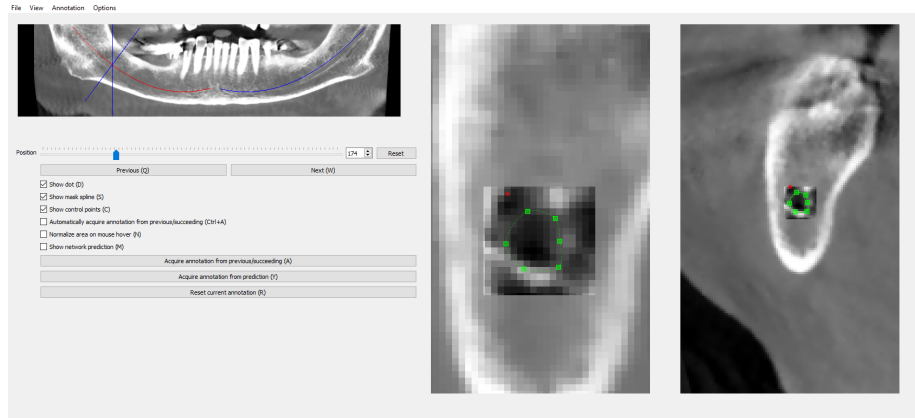 File View Annotation Options
Position 174 Reset
Previous (Q) Next (W)
Show dot (D)
Show mask spline (S)
Show control points (C)
Automatically acquire annotation from previous/succeeding (Ctrl+A)
Normalize area on mouse hover (N)
Show network prediction (M)
Acquire annotation from previous/succeeding (A)
Acquire annotation from prediction (Y)
Reset current annotation (R)